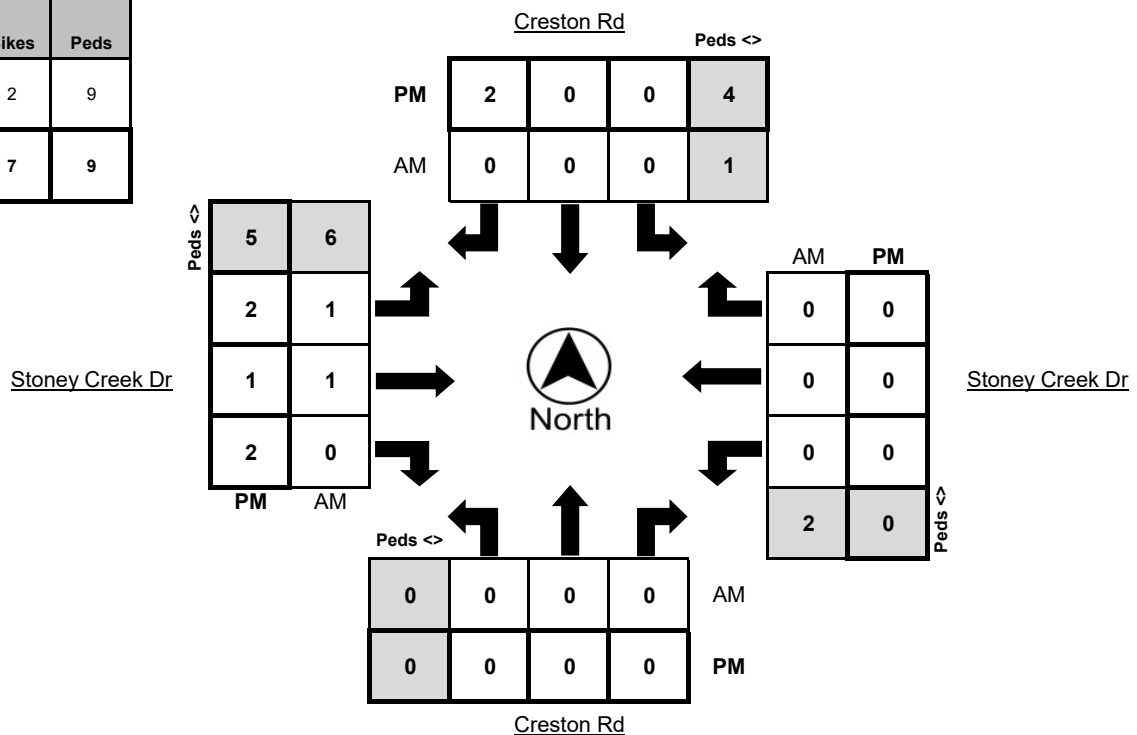 Peds
2 9
7 9
Creston Rd
Peds <>
PM 2 0 0 4
AM 0 0 0 1
Peds <>
5 6
2 1
1 1
2 0
PM AM
Stoney Creek Dr
North
AM PM
0 0
0 0
0 0
2 0
Peds <>
Stoney Creek Dr
Peds <>
0 0 0 0 AM
0 0 0 0 PM
Creston Rd